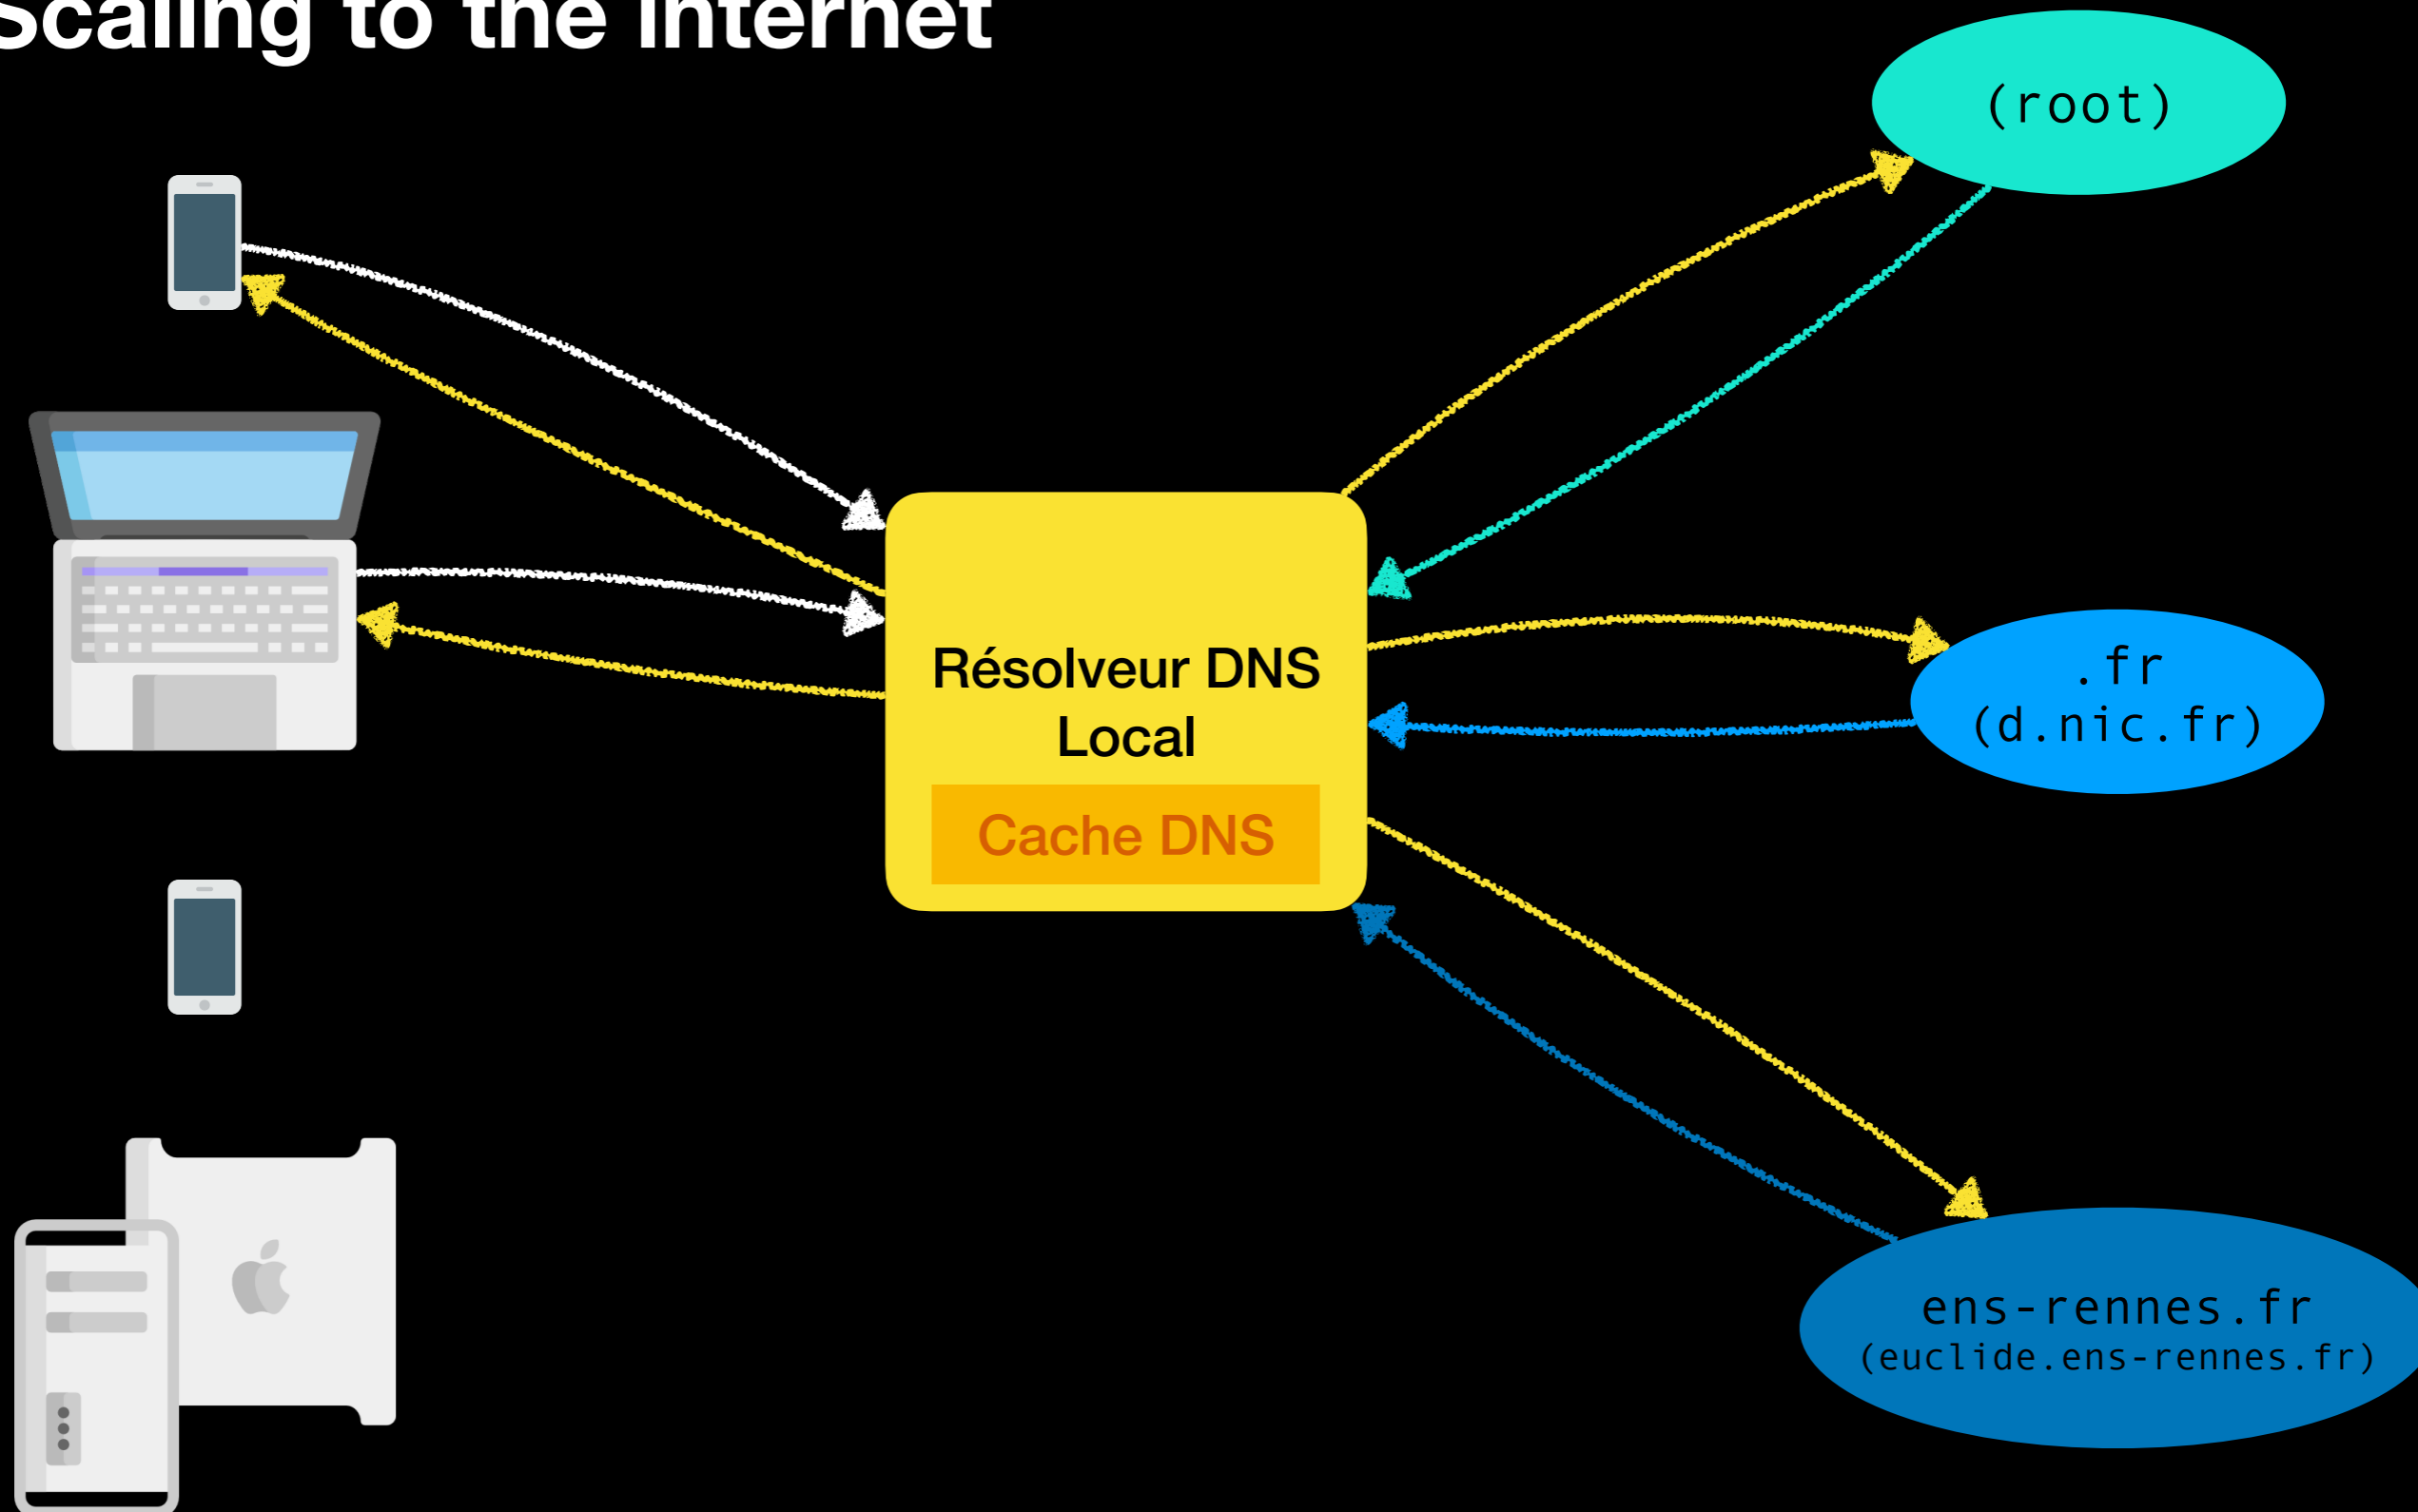 Scaling to the internet
(root)
.fr
(d.nic.fr)
Résolveur DNS
Local
Cache DNS
ens-rennes.fr
(euclide.ens-rennes.fr)